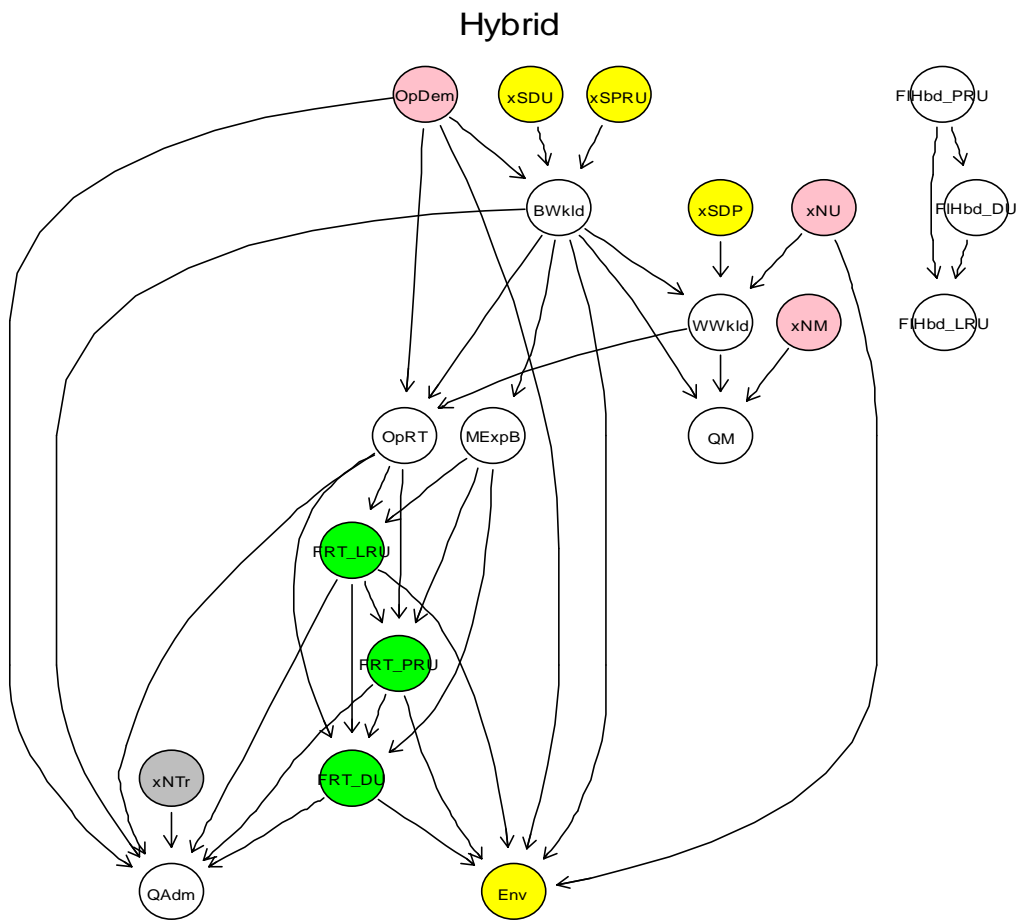 Hybrid
OpDem
xSDU
xSPRU
FIHbd_PRU
BWkld
xSDP
xNU
FIHbd_DU
WWkld
xNM
FIHbd_LRU
OpRT
MExpB
QM
FRT_LRU
FRT_PRU
xNTr
FRT_DU
QAdm
Env